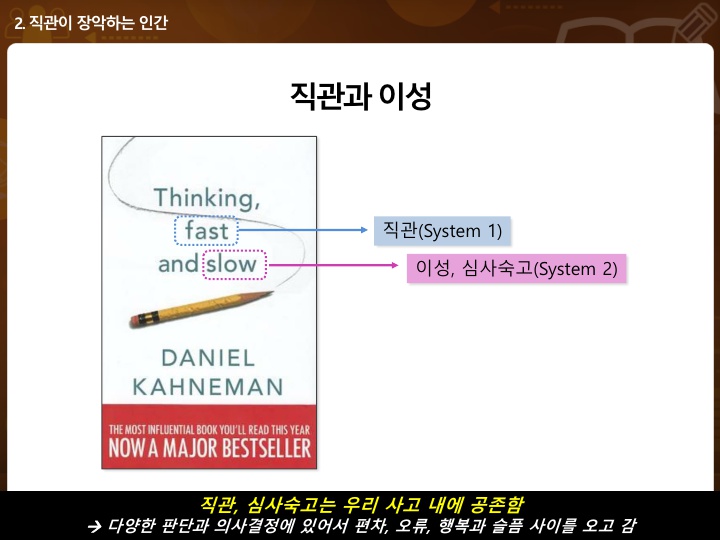 2. 직관이 장악하는 인간
직관과 이성
Thinking,
fast
and slow
직관(System 1)
이성, 심사숙고(System 2)
DANIEL
KAHNEMAN
THE MOST INFLUENTIAL BOOK YOU'LL READ THIS YEAR
NOW A MAJOR BESTSELLER
직관, 심사숙고는 우리 사고 내에 공존함
→ 다양한 판단과 의사결정에 있어서 편차, 오류, 행복과 슬픔 사이를 오고 감